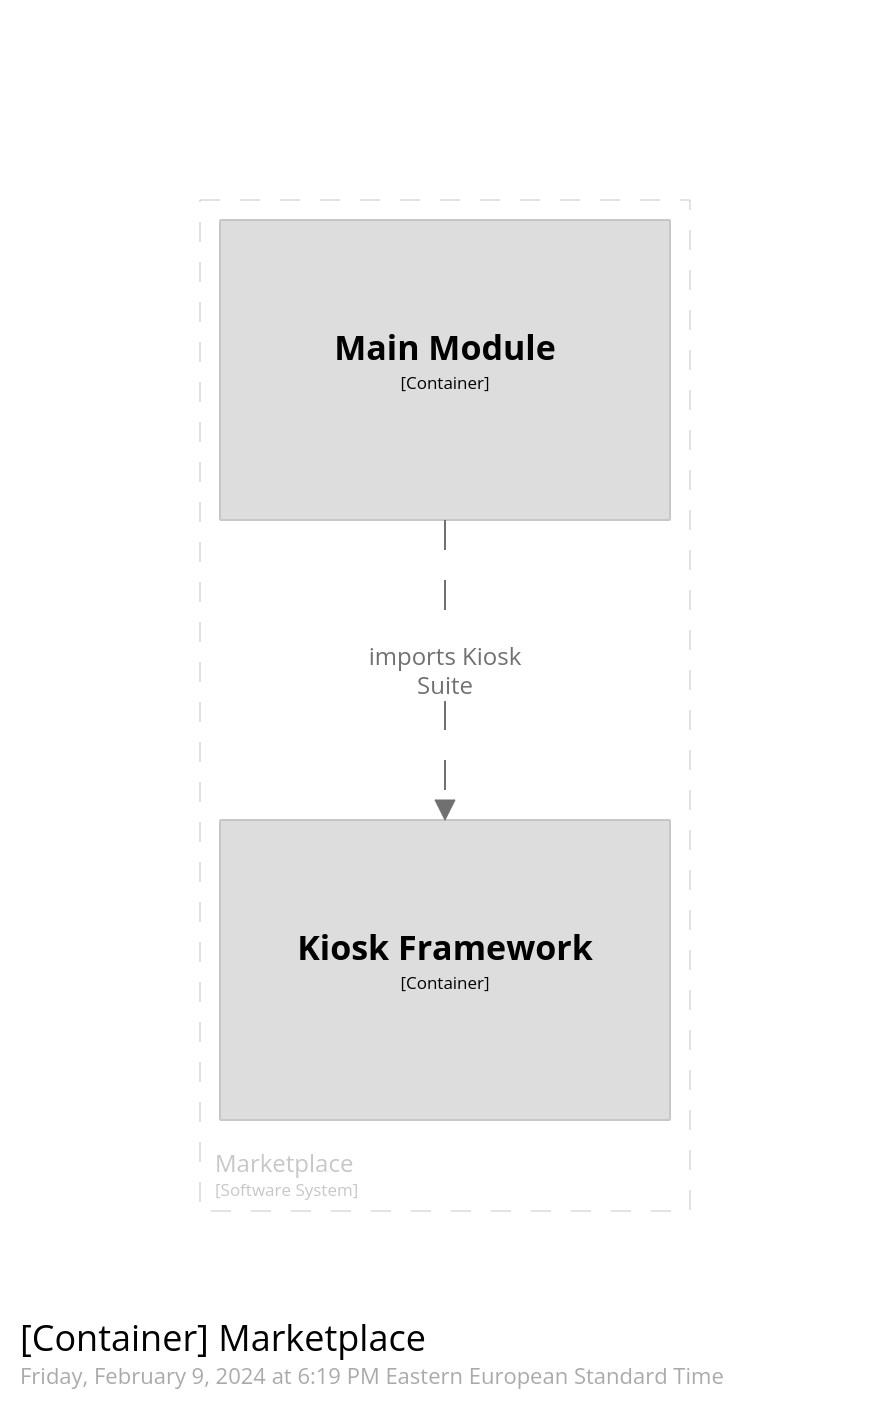 Main Module
[Container]
imports Kiosk
Suite
Kiosk Framework
[Container]
Marketplace
[Software System]
[Container] Marketplace
Friday, February 9, 2024 at 6:19 PM Eastern European Standard Time